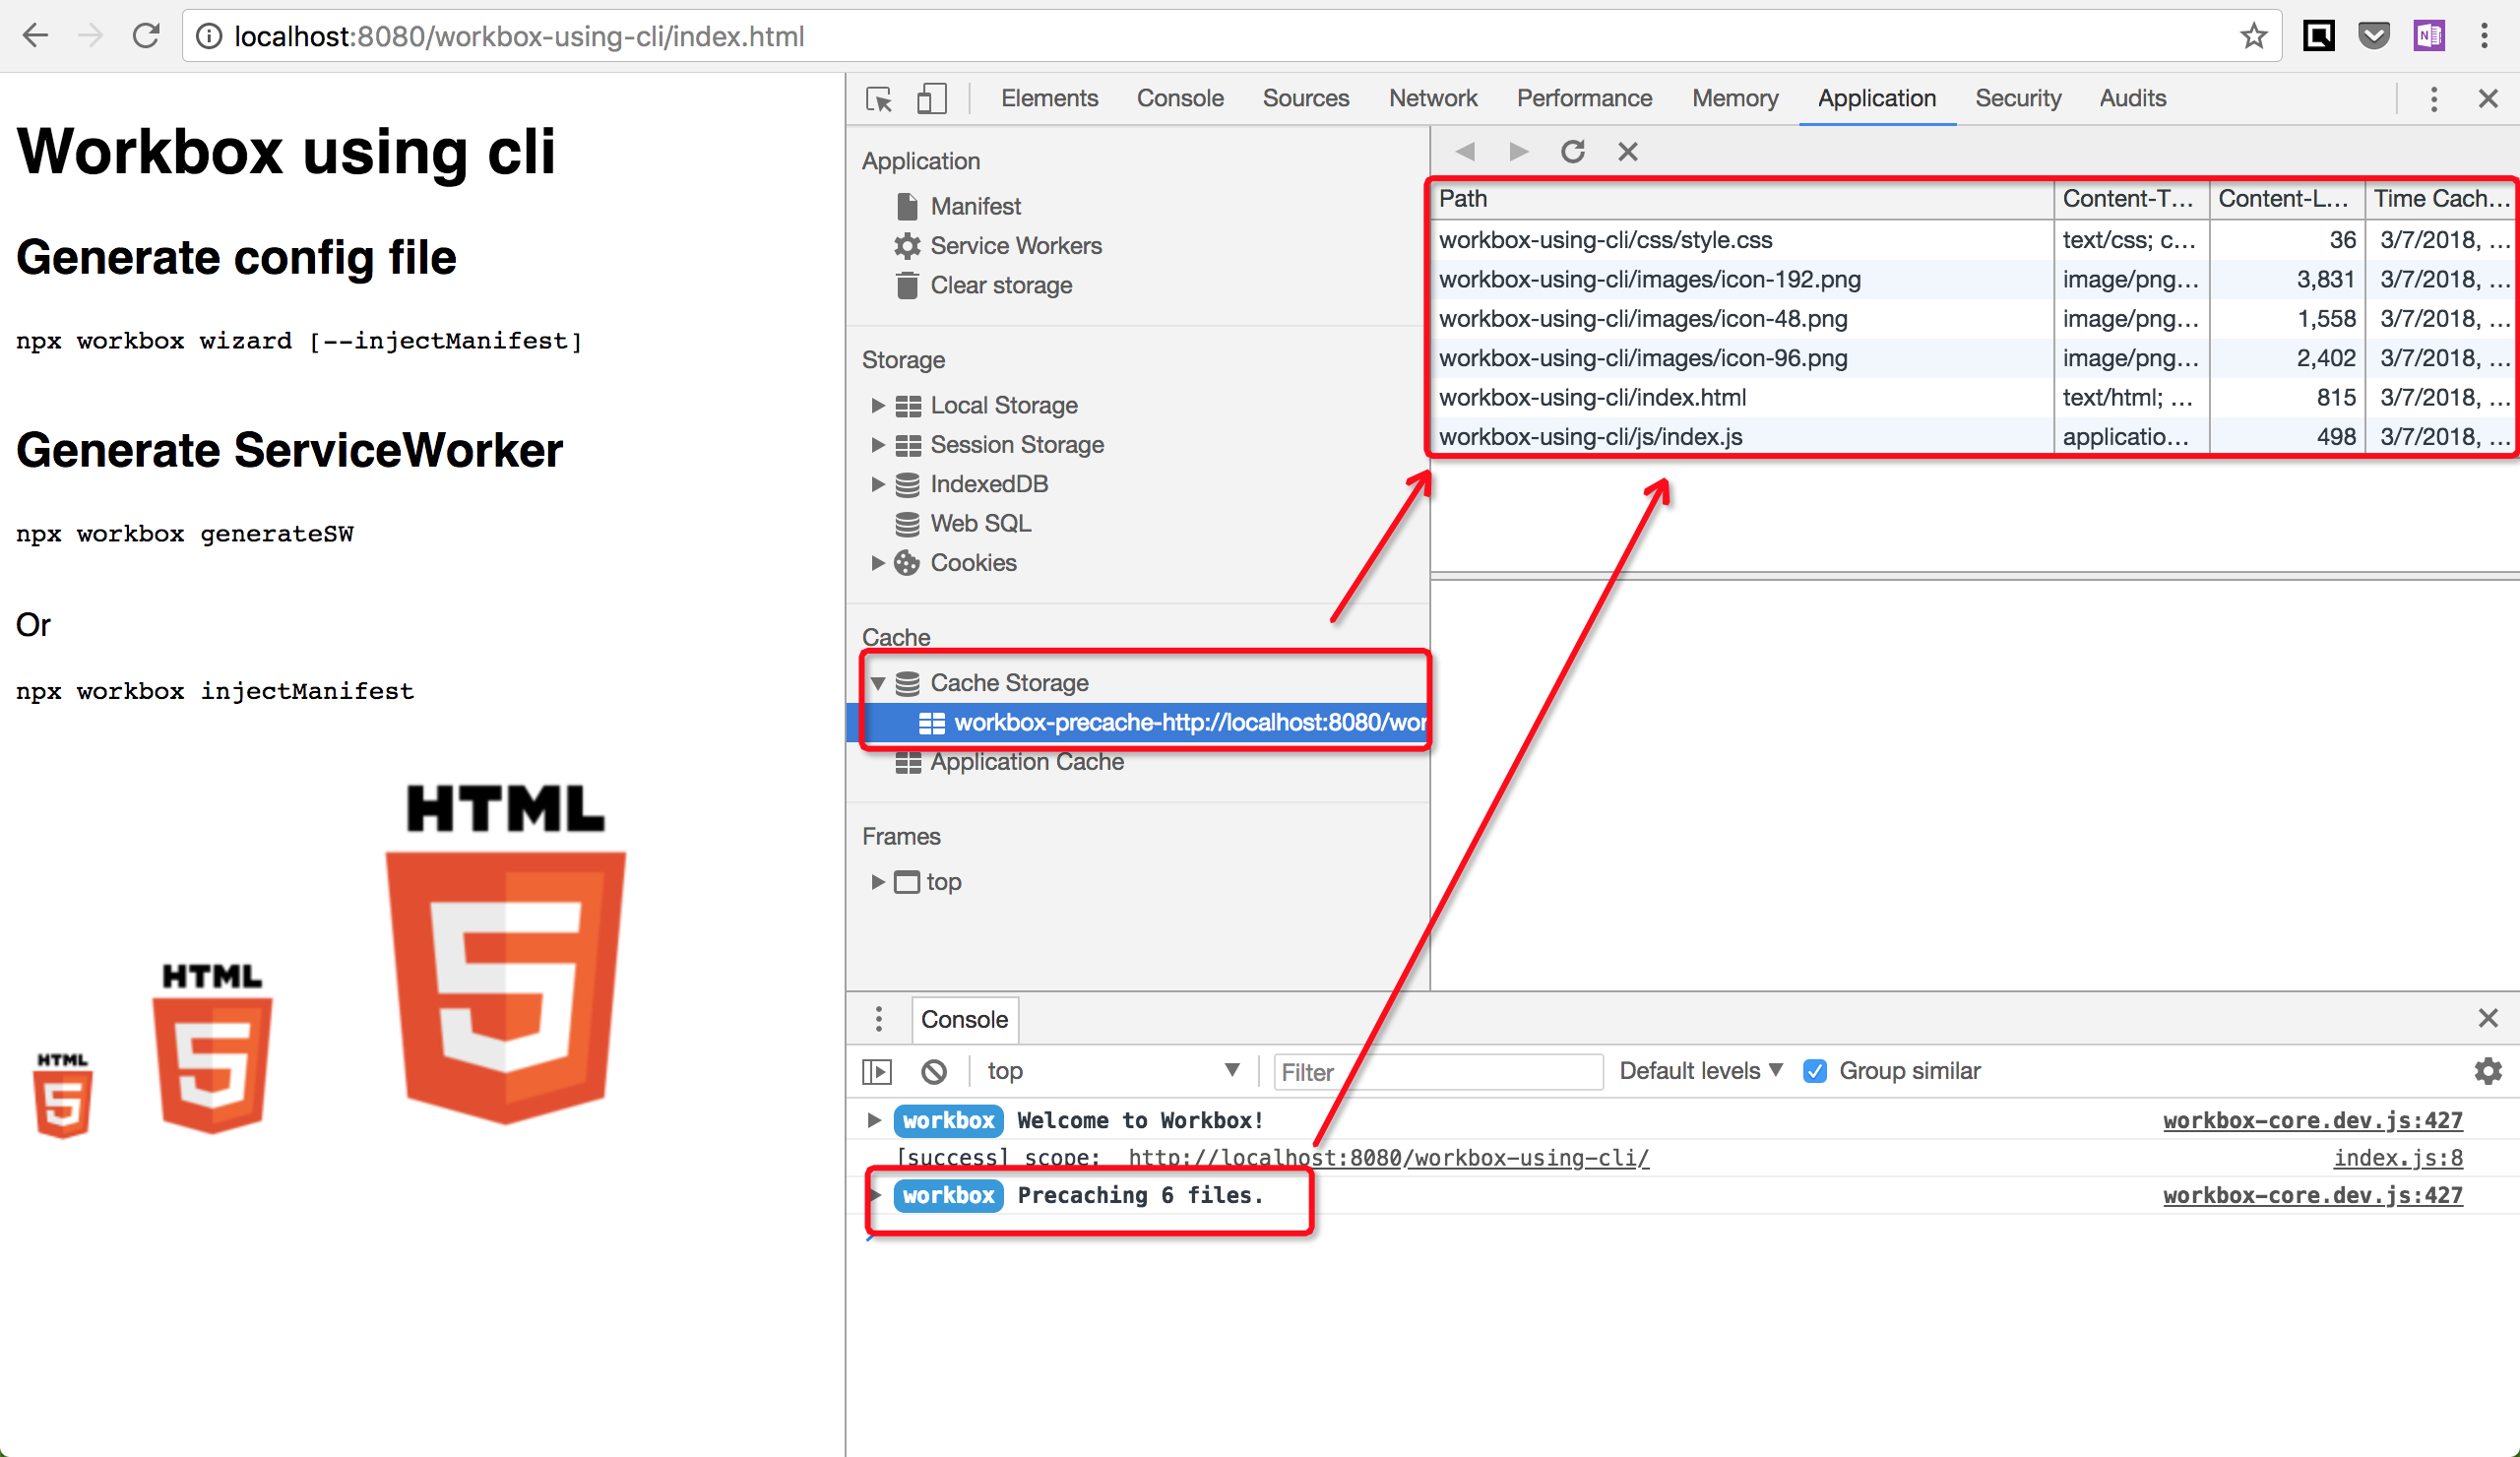 localhost:8080/workbox-using-cli/index.html
Workbox using cli
Generate config file
npx workbox wizard [--injectManifest]
Generate ServiceWorker
npx workbox generateSW
Or
npx workbox injectManifest
HTML
HTML
HTML
Elements Console Sources Network Performance Memory Application Security Audits
Application
Manifest
Service Workers
Clear storage
Storage
Local Storage
Session Storage
IndexedDB
Web SQL
Cookies
Cache
Cache Storage
workbox-precache-http://localhost:8080/wor
Application Cache
Frames
top
Path Content-T... Content-L... Time Cach...
workbox-using-cli/css/style.css text/css; c... 36 3/7/2018, ...
workbox-using-cli/images/icon-192.png image/png... 3,831 3/7/2018, ...
workbox-using-cli/images/icon-48.png image/png... 1,558 3/7/2018, ...
workbox-using-cli/images/icon-96.png image/png... 2,402 3/7/2018, ...
workbox-using-cli/index.html text/html; ... 815 3/7/2018, ...
workbox-using-cli/js/index.js applicatio... 498 3/7/2018, ...
Console
top Filter Default levels Group similar
workbox Welcome to Workbox! workbox-core.dev.js:427
[success] scope: http://localhost:8080/workbox-using-cli/ index.js:8
workbox Precaching 6 files. workbox-core.dev.js:427